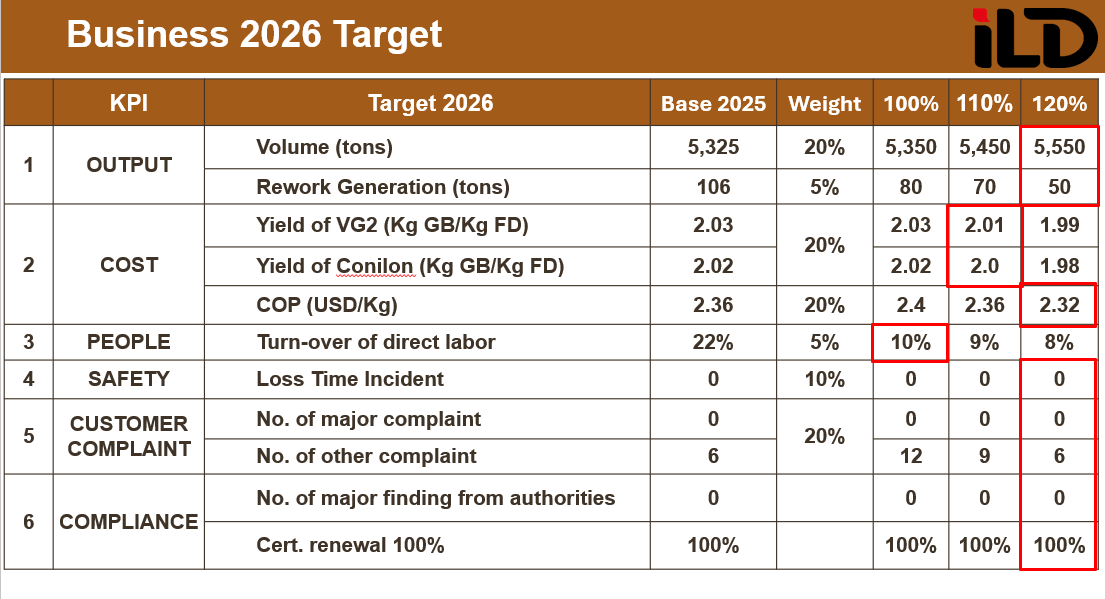 Business 2026 Target
iLD
KPI Target 2026 Base 2025 Weight 100% 110% 120%
1 OUTPUT Volume (tons) 5,325 20% 5,350 5,450 5,550
Rework Generation (tons) 106 5% 80 70 50
2 COST Yield of VG2 (Kg GB/Kg FD) 2.03 20% 2.03 2.01 1.99
Yield of Conilon (Kg GB/Kg FD) 2.02 2.02 2.0 1.98
COP (USD/Kg) 2.36 20% 2.4 2.36 2.32
3 PEOPLE Turn-over of direct labor 22% 5% 10% 9% 8%
4 SAFETY Loss Time Incident 0 10% 0 0 0
5 CUSTOMER
COMPLAINT No. of major complaint 0 20% 0 0 0
No. of other complaint 6 12 9 6
6 COMPLIANCE No. of major finding from authorities 0 0 0 0
Cert. renewal 100% 100% 100% 100% 100%